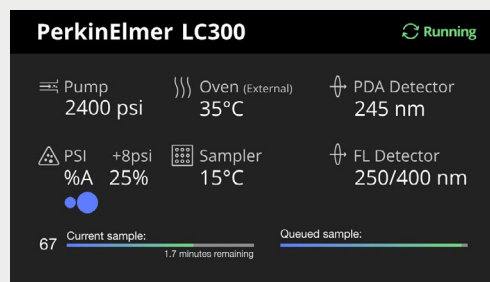 PerkinElmer LC300
Running
Pump
2400 psi
Oven (External)
35°C
PDA Detector
245 nm
PSI +8psi
%A 25%
Sampler
15°C
FL Detector
250/400 nm
67
Current sample:
1.7 minutes remaining
Queued sample: